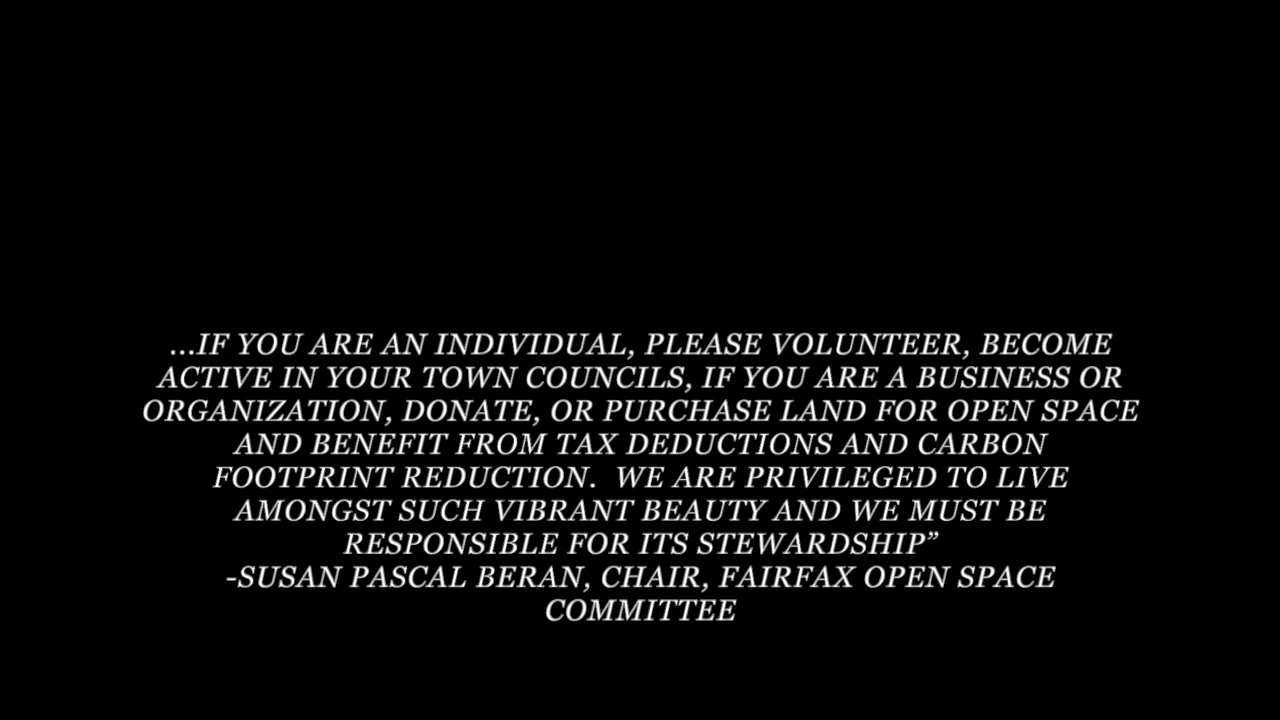 ...IF YOU ARE AN INDIVIDUAL, PLEASE VOLUNTEER, BECOME
ACTIVE IN YOUR TOWN COUNCILS, IF YOU ARE A BUSINESS OR
ORGANIZATION, DONATE, OR PURCHASE LAND FOR OPEN SPACE
AND BENEFIT FROM TAX DEDUCTIONS AND CARBON
FOOTPRINT REDUCTION.  WE ARE PRIVILEGED TO LIVE
AMONGST SUCH VIBRANT BEAUTY AND WE MUST BE
RESPONSIBLE FOR ITS STEWARDSHIP”
-SUSAN PASCAL BERAN, CHAIR, FAIRFAX OPEN SPACE
COMMITTEE